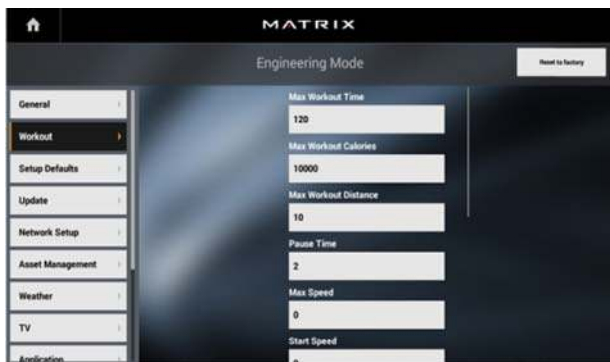 MATRIX
Engineering Mode
Reset to factory
General
Workout
Setup Defaults
Update
Network Setup
Asset Management
Weather
TV
Application
Max Workout Time
120
Max Workout Calories
10000
Max Workout Distance
10
Pause Time
2
Max Speed
0
Start Speed